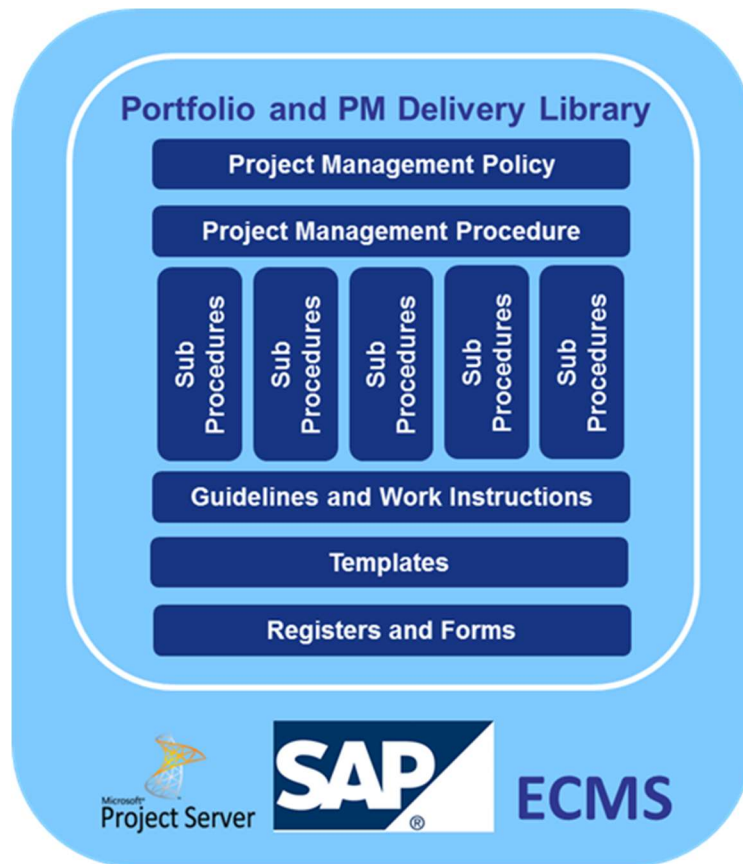 Portfolio and PM Delivery Library
Project Management Policy
Project Management Procedure
Sub
Procedures
Sub
Procedures
Sub
Procedures
Sub
Procedures
Sub
Procedures
Guidelines and Work Instructions
Templates
Registers and Forms
Microsoft®
Project Server
SAP®
ECMS